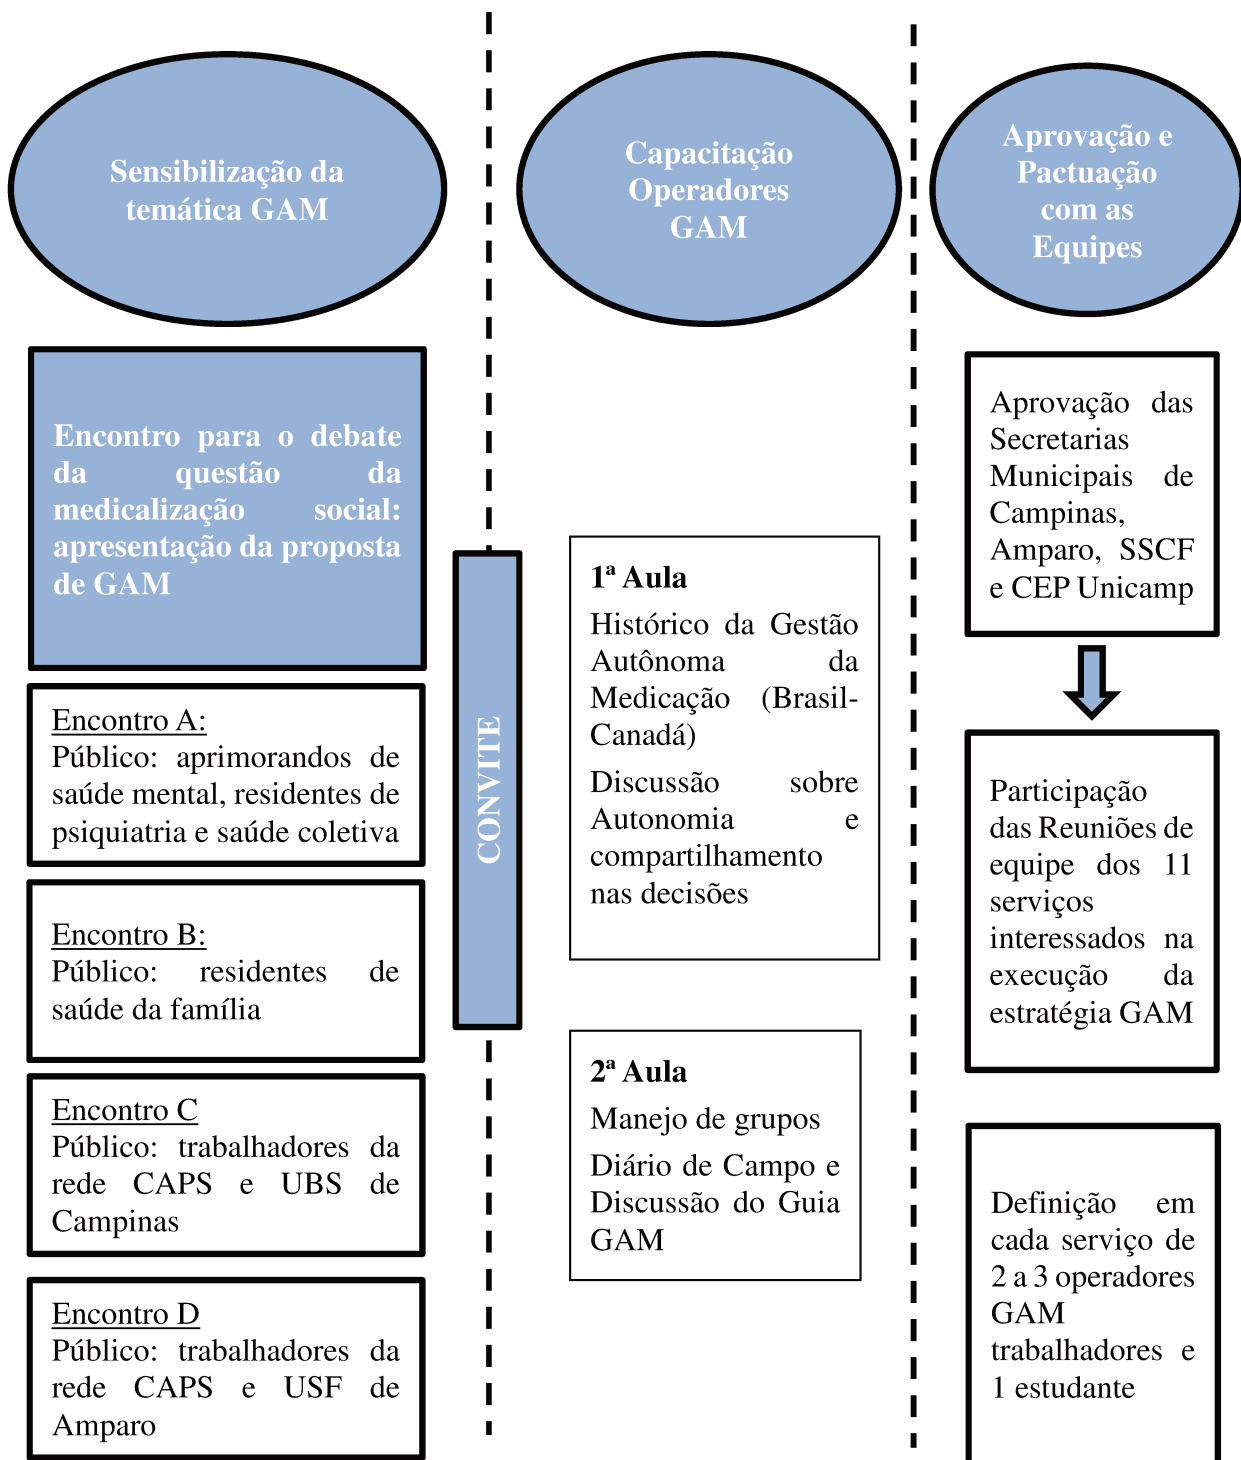 Sensibilização da
temática GAM
Encontro para o debate
da questão da
medicalização social:
apresentação da proposta
de GAM
Encontro A:
Público: aprimorandos de
saúde mental, residentes de
psiquiatria e saúde coletiva
Encontro B:
Público: residentes de
saúde da família
Encontro C
Público: trabalhadores da
rede CAPS e UBS de
Campinas
Encontro D
Público: trabalhadores da
rede CAPS e USF de
Amparo
CONVITE
Capacitação
Operadores
GAM
1ª Aula
Histórico da Gestão
Autônoma da
Medicação (Brasil-
Canadá)
Discussão sobre
Autonomia e
compartilhamento
nas decisões
2ª Aula
Manejo de grupos
Diário de Campo e
Discussão do Guia
GAM
Aprovação e
Pactuação
com as
Equipes
Aprovação das
Secretarias
Municipais de
Campinas,
Amparo, SSCF
e CEP Unicamp
Participação
das Reuniões de
equipe dos 11
serviços
interessados na
execução da
estratégia GAM
Definição em
cada serviço de
2 a 3 operadores
GAM
trabalhadores e
1 estudante